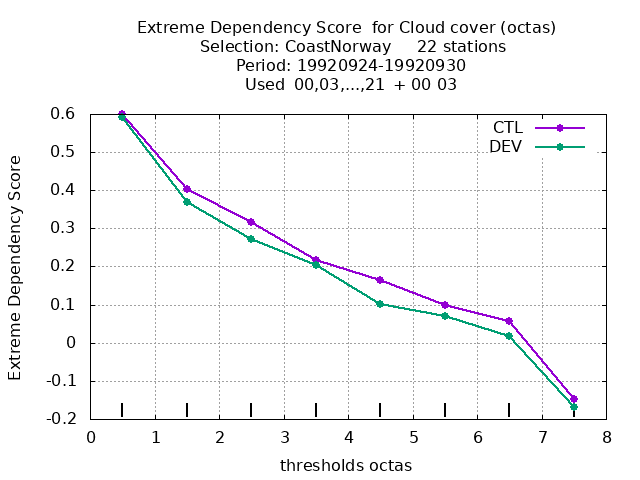 Extreme Dependency Score  for Cloud cover (octas)
Selection: CoastNorway     22 stations
Period: 19920924-19920930
Used  00,03,...,21  + 00 03
CTL
DEV
Extreme Dependency Score
0.6
0.5
0.4
0.3
0.2
0.1
0
-0.1
-0.2
0 1 2 3 4 5 6 7 8
thresholds octas